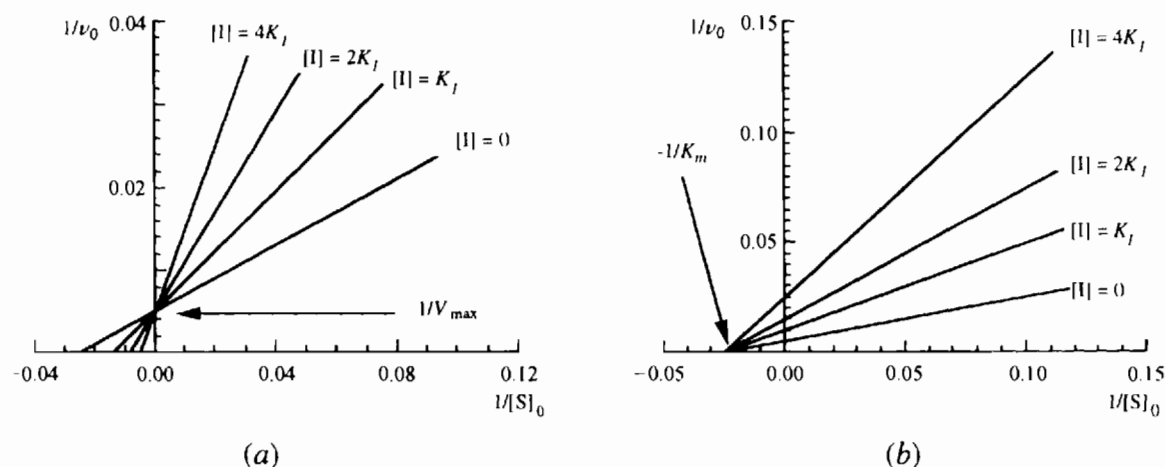 1/ν₀
0.04
[I] = 4K_I
[I] = 2K_I
[I] = K_I
[I] = 0
0.02
1/V_max
−0.04
0.00
0.04
0.08
0.12
1/[S]₀
(a)
1/ν₀
0.15
[I] = 4K_I
0.10
-1/K_m
[I] = 2K_I
0.05
[I] = K_I
[I] = 0
−0.05
0.00
0.05
0.10
0.15
1/[S]₀
(b)